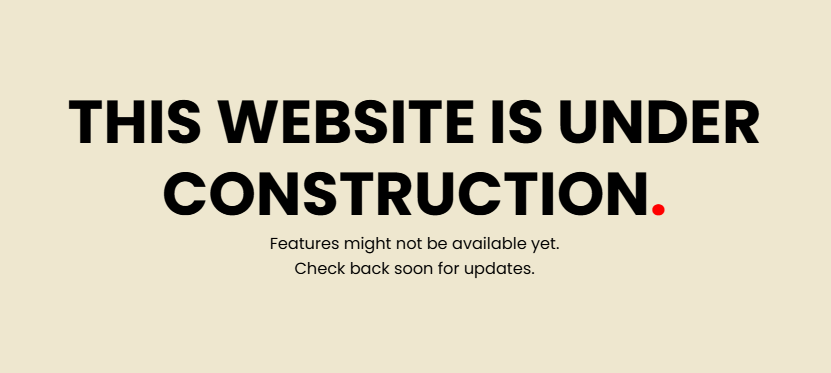 THIS WEBSITE IS UNDER
CONSTRUCTION.
Features might not be available yet.
Check back soon for updates.